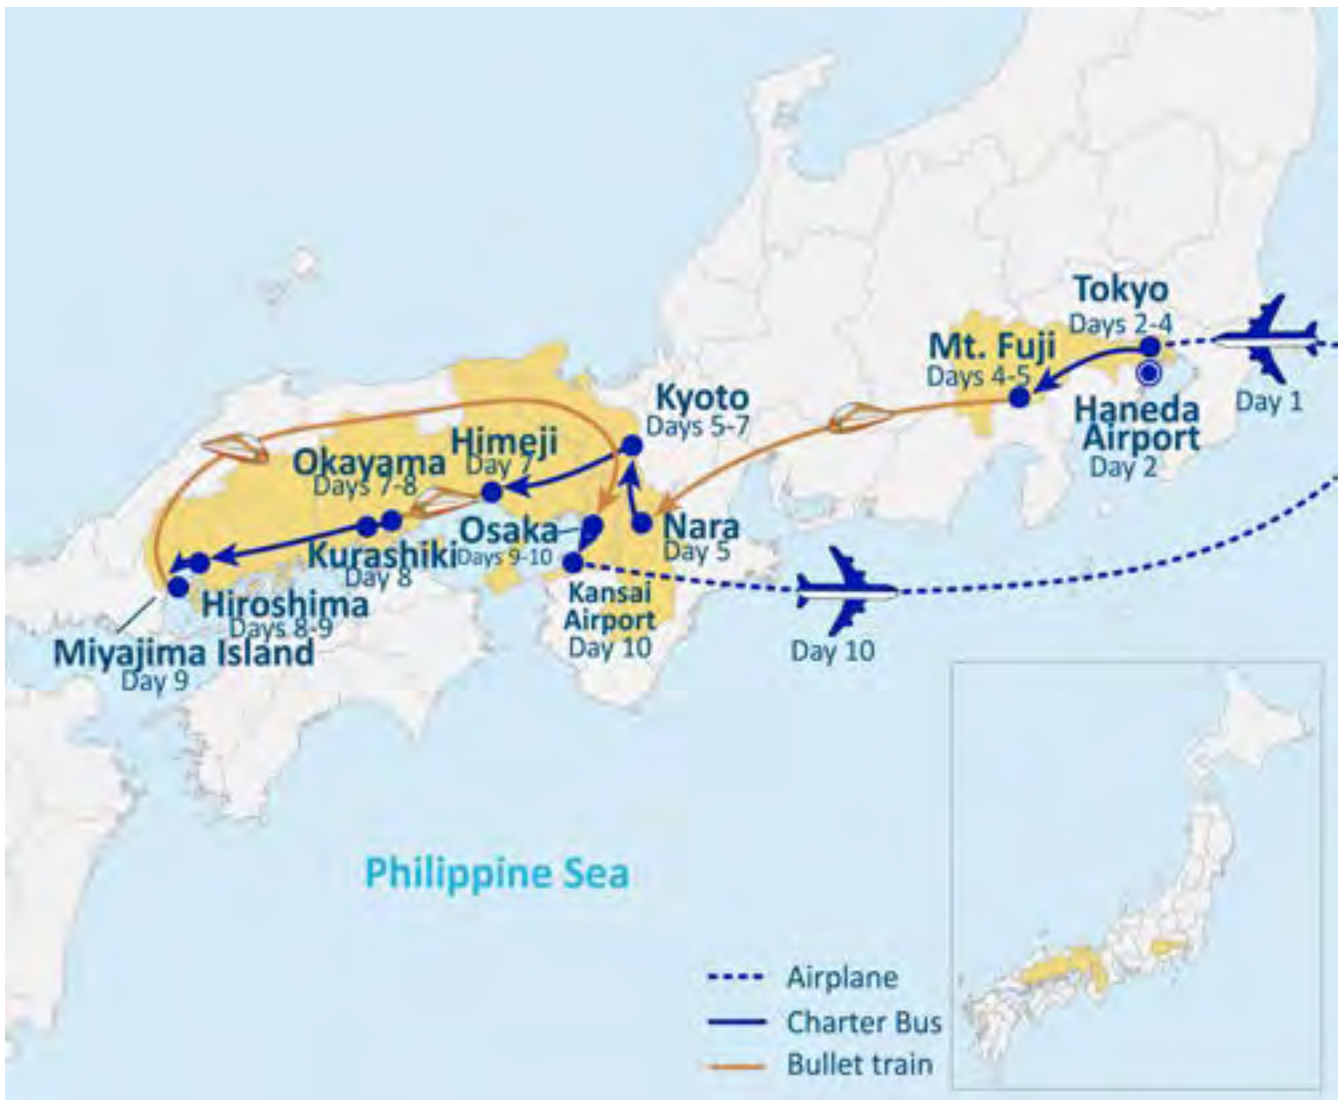 Tokyo
Days 2-4
Mt. Fuji
Days 4-5
Haneda
Airport
Day 2
Day 1
Kyoto
Days 5-7
Himeji
Day 7
Okayama
Days 7-8
Osaka
Days 9-10
Nara
Day 5
Kurashiki
Day 8
Kansai
Airport
Day 10
Hiroshima
Days 8-9
Miyajima Island
Day 9
Day 10
Philippine Sea
Airplane
Charter Bus
Bullet train